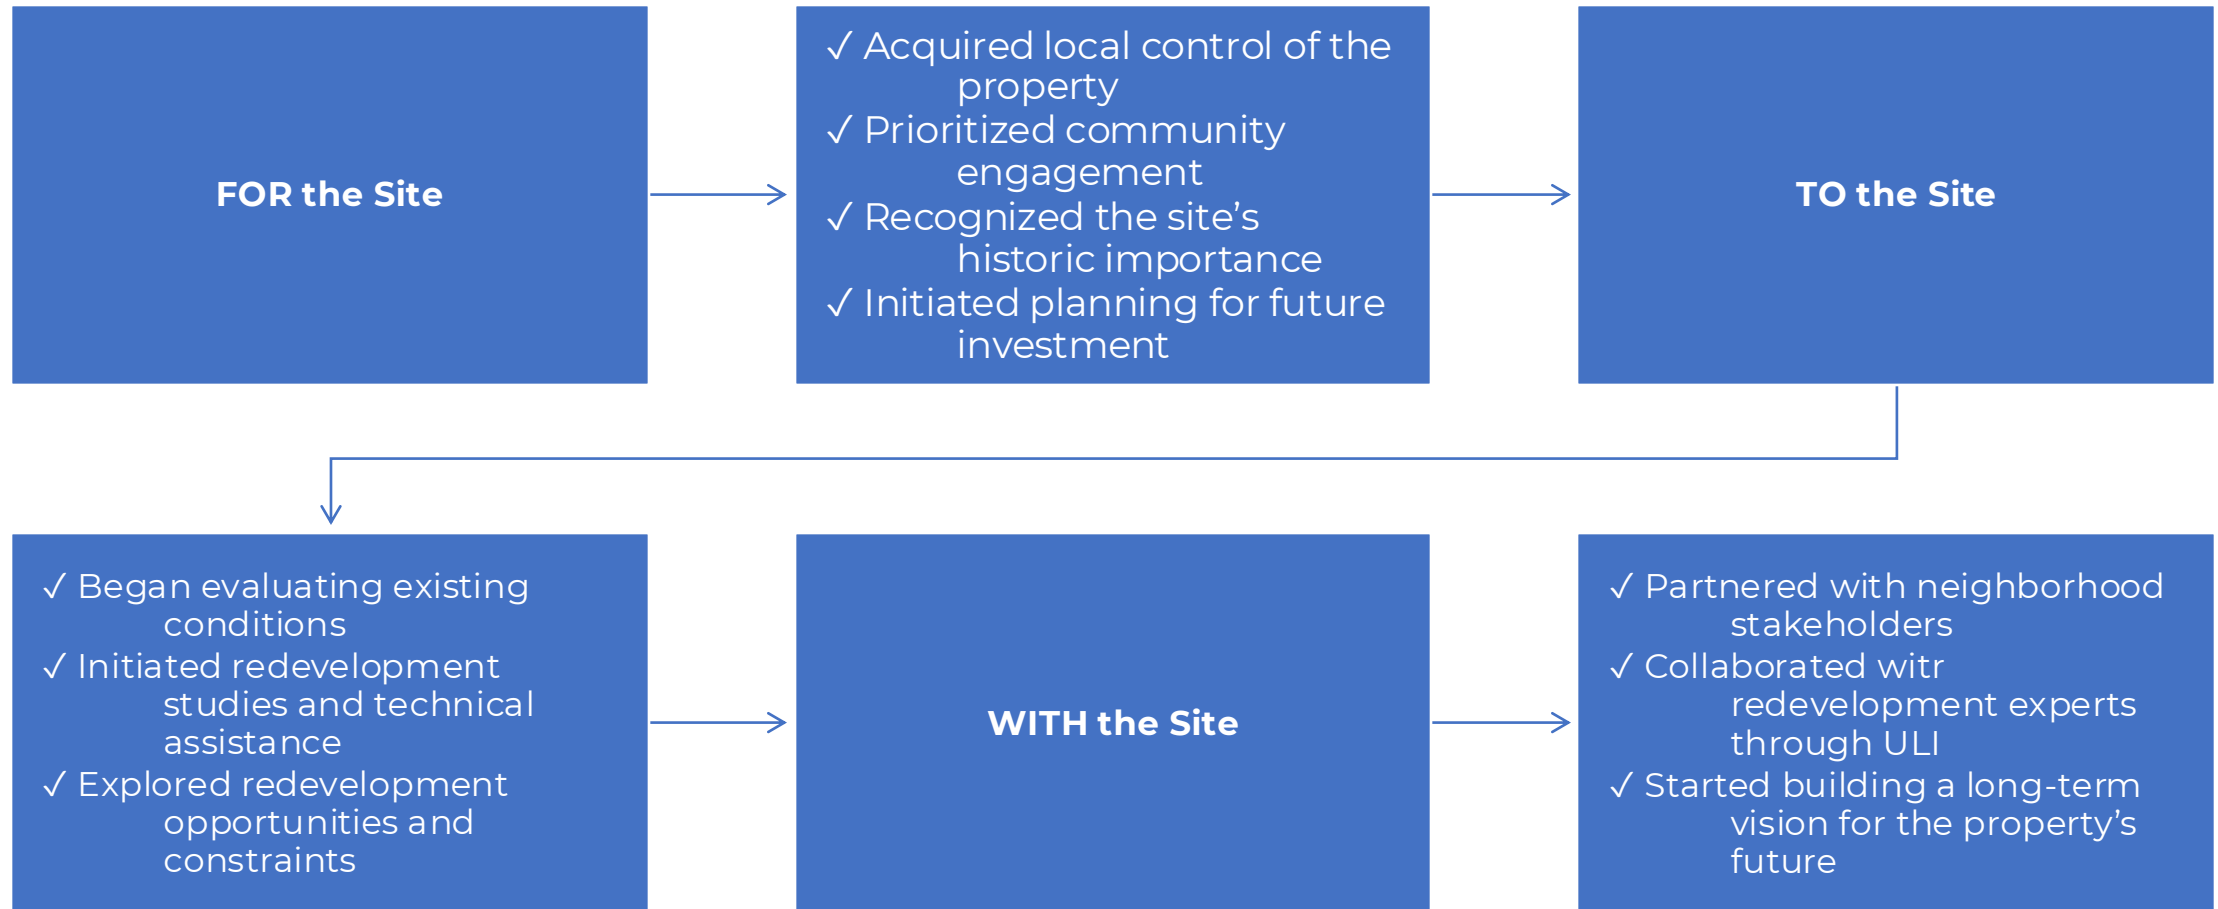 FOR the Site
✓ Acquired local control of the
property
✓ Prioritized community
engagement
✓ Recognized the site’s
historic importance
✓ Initiated planning for future
investment
TO the Site
✓ Began evaluating existing
conditions
✓ Initiated redevelopment
studies and technical
assistance
✓ Explored redevelopment
opportunities and
constraints
WITH the Site
✓ Partnered with neighborhood
stakeholders
✓ Collaborated witr
redevelopment experts
through ULI
✓ Started building a long-term
vision for the property’s
future